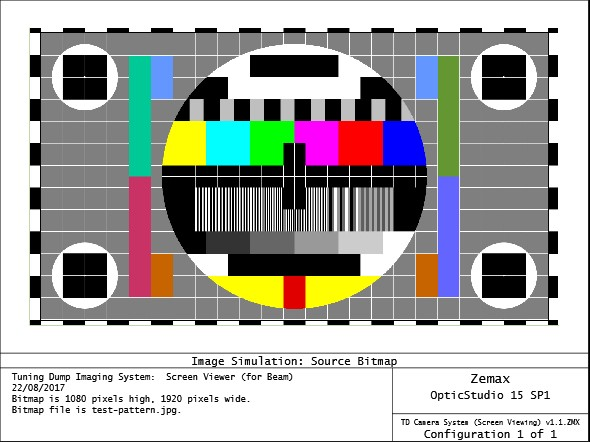 Image Simulation: Source Bitmap
Tuning Dump Imaging System:  Screen Viewer (for Beam)
22/08/2017
Bitmap is 1080 pixels high, 1920 pixels wide.
Bitmap file is test-pattern.jpg.
Zemax
OpticStudio 15 SP1
TD Camera System (Screen Viewing) v1.1.ZMX
Configuration 1 of 1